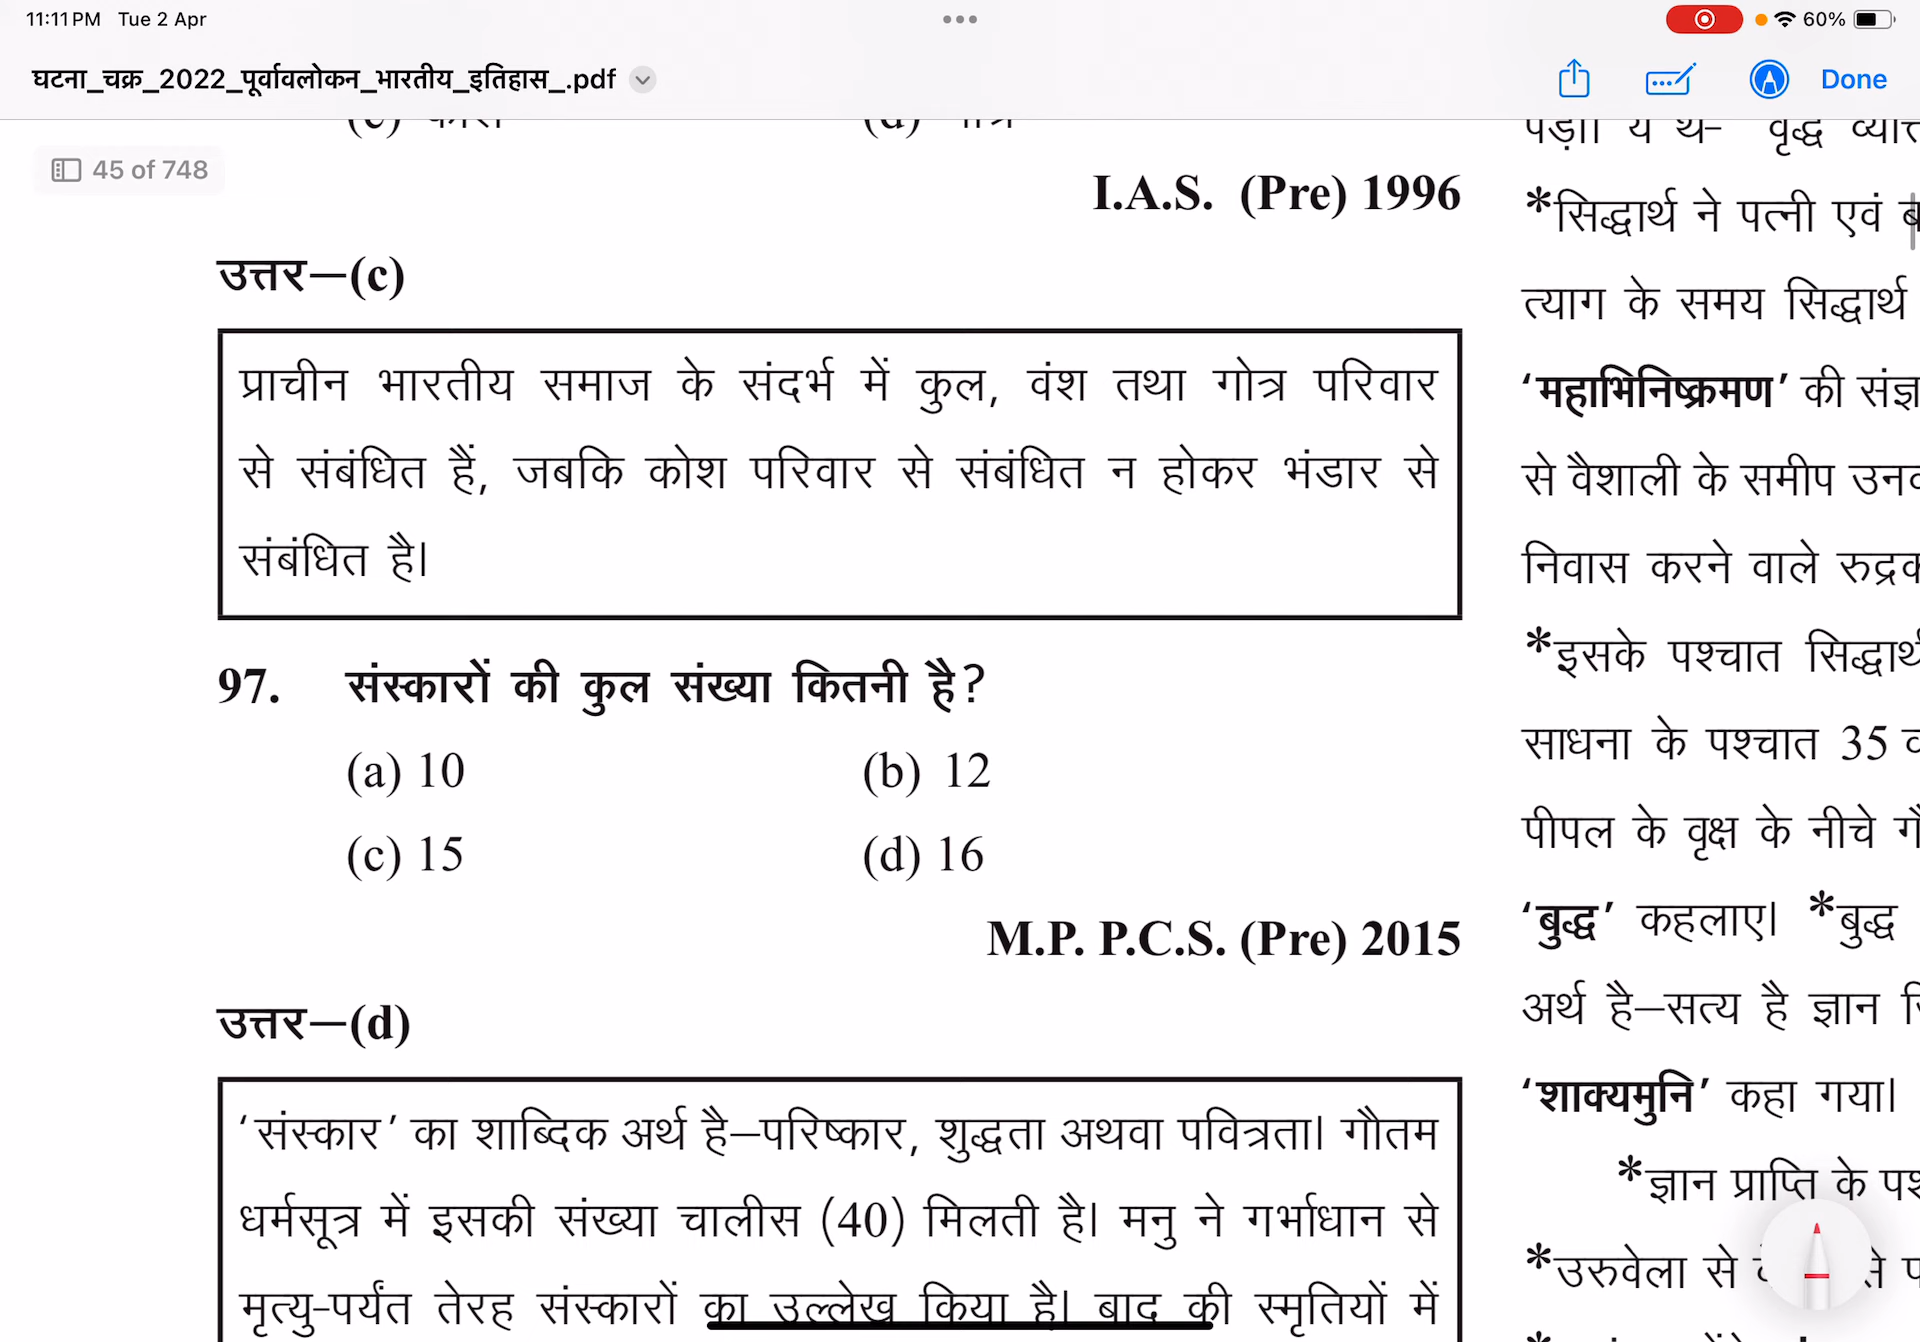 11:11 PM Tue 2 Apr
60%
घटना_चक्र_2022_पूर्वावलोकन_भारतीय_इतिहास_.pdf
Done
45 of 748
I.A.S. (Pre) 1996
उत्तर—(c)
प्राचीन भारतीय समाज के संदर्भ में कुल, वंश तथा गोत्र परिवार
से संबंधित हैं, जबकि कोश परिवार से संबंधित न होकर भंडार से
संबंधित है।
97. संस्कारों की कुल संख्या कितनी है?
(a) 10 (b) 12
(c) 15 (d) 16
M.P. P.C.S. (Pre) 2015
उत्तर—(d)
‘संस्कार’ का शाब्दिक अर्थ है—परिष्कार, शुद्धता अथवा पवित्रता। गौतम
धर्मसूत्र में इसकी संख्या चालीस (40) मिलती है। मनु ने गर्भाधान से
मृत्यु-पर्यंत तेरह संस्कारों का उल्लेख किया है। बाद की स्मृतियों में
पड़ा। ये थे– वृद्ध
*सिद्धार्थ ने पत्नी एवं
त्याग के समय सिद्धार्थ
‘महाभिनिष्क्रमण’ की
से वैशाली के समीप
निवास करने वाले
*इसके पश्चात
साधना के पश्चात 35
पीपल के वृक्ष के नीचे
‘बुद्ध’ कहलाए। *बुद्ध
अर्थ है—सत्य है ज्ञान
‘शाक्यमुनि’ कहा गया।
*ज्ञान प्राप्ति के
*उरुवेला से